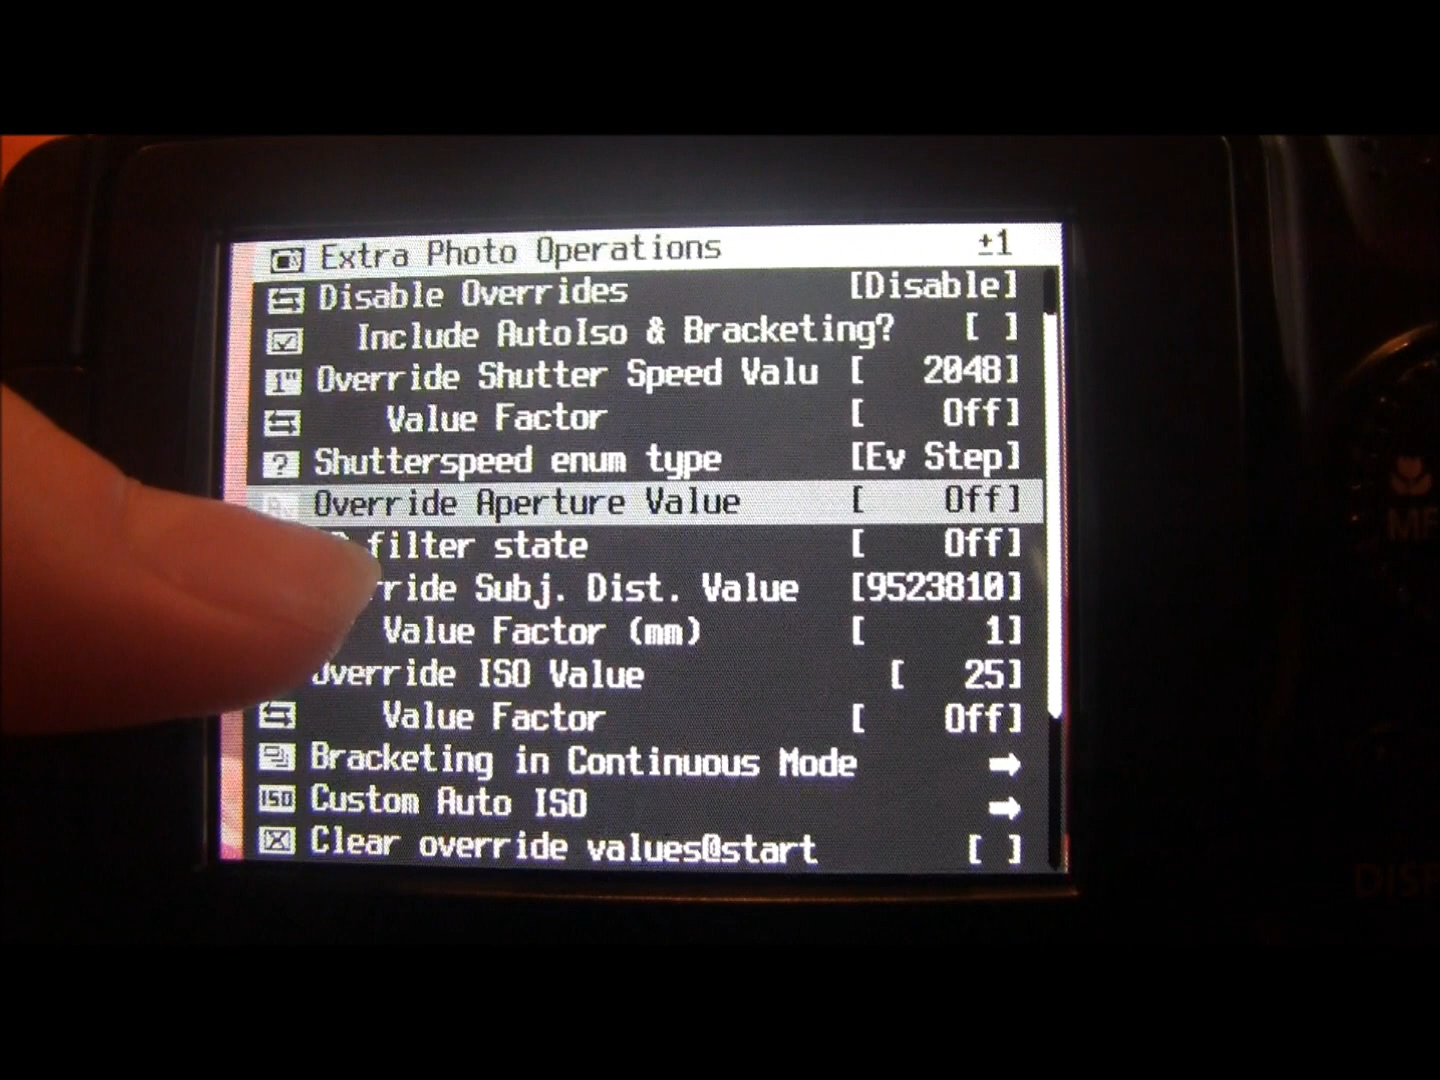 Extra Photo Operations ±1
Disable Overrides [Disable]
Include AutoIso & Bracketing? [ ]
1" Override Shutter Speed Valu [ 2048]
Value Factor [ Off]
? Shutterspeed enum type [Ev Step]
Override Aperture Value [ Off]
filter state [ Off]
Subj. Dist. Value [9523810]
Value Factor (mm) [ 1]
Override ISO Value [ 25]
Value Factor [ Off]
Bracketing in Continuous Mode
ISO Custom Auto ISO
Clear override values@start [ ]